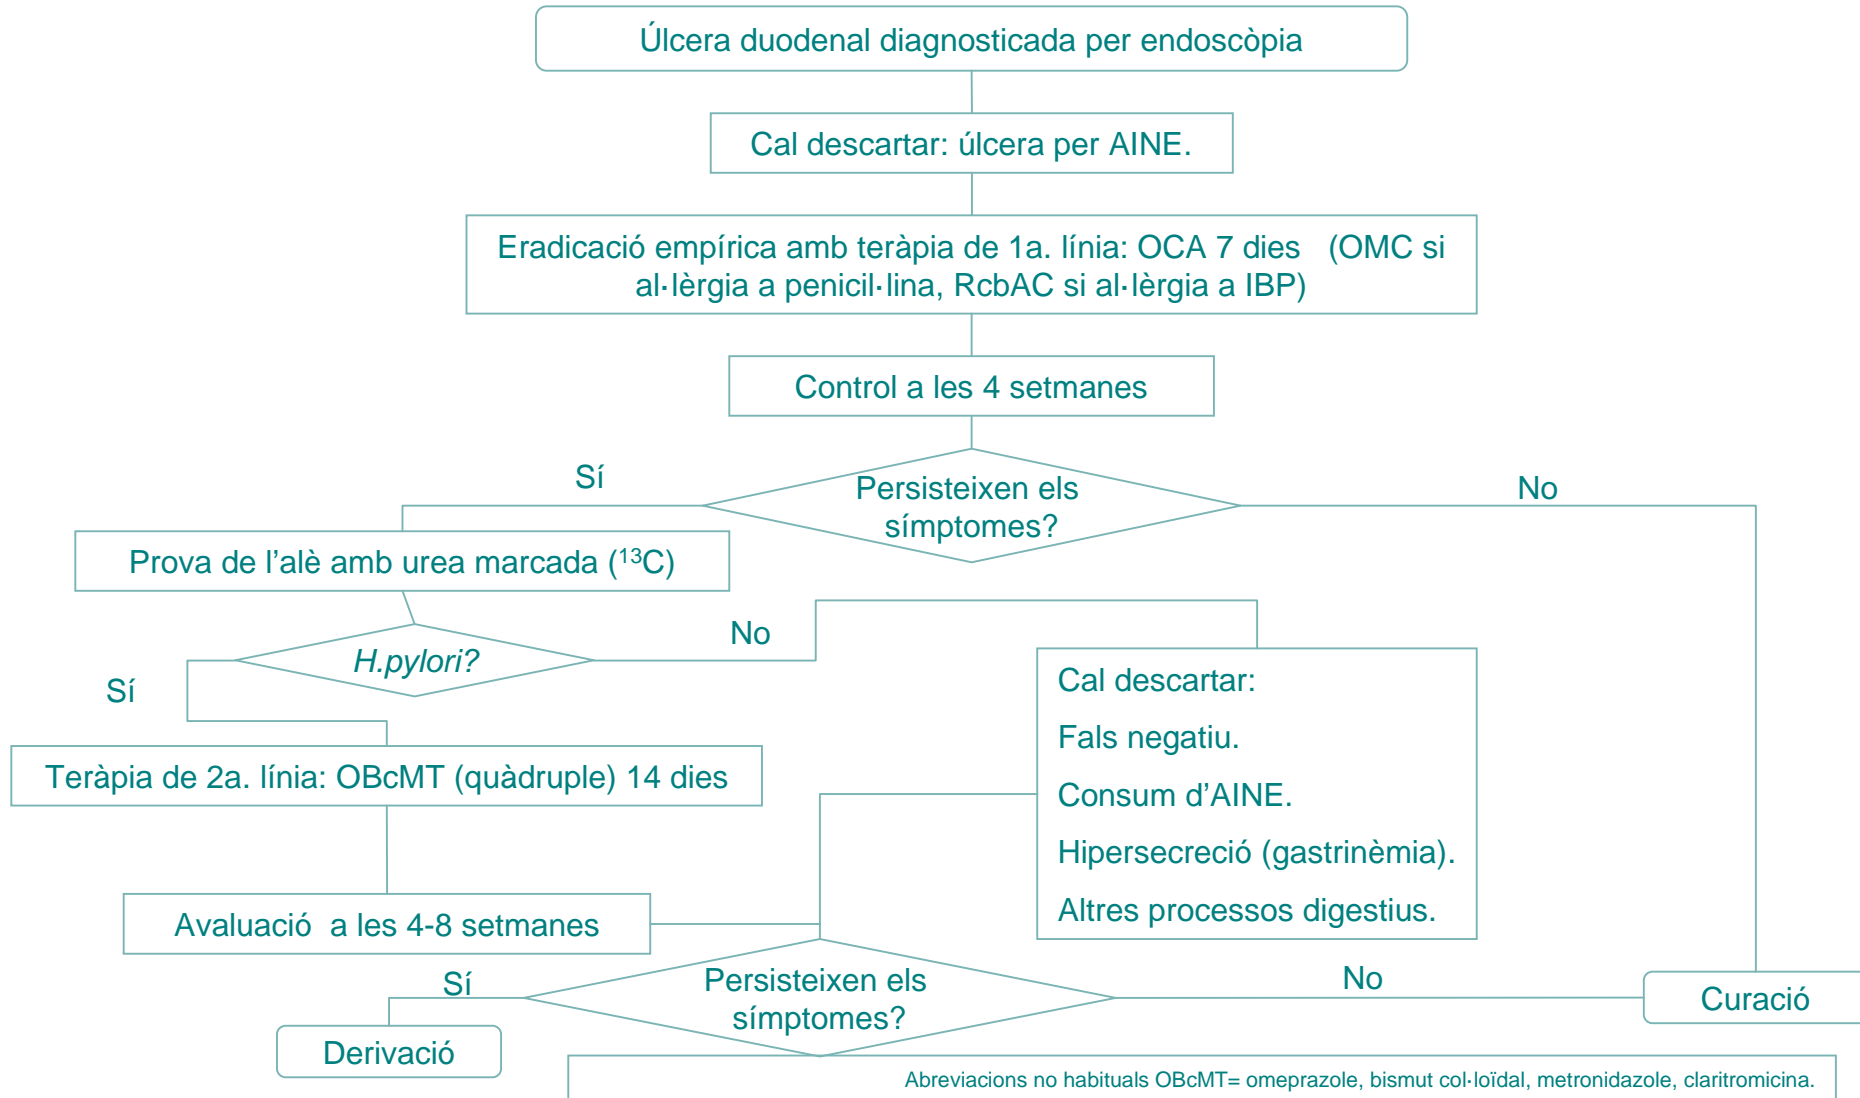 Úlcera duodenal diagnosticada per endoscòpia
Cal descartar: úlcera per AINE.
Eradicació empírica amb teràpia de 1a. línia: OCA 7 dies (OMC si
al·lèrgia a penicil·lina, RcbAC si al·lèrgia a IBP)
Control a les 4 setmanes
Sí
Persisteixen els
símptomes?
No
Prova de l'alè amb urea marcada (¹³C)
H.pylori?
No
Sí
Cal descartar:
Fals negatiu.
Consum d'AINE.
Hipersecreció (gastrinèmia).
Altres processos digestius.
Teràpia de 2a. línia: OBcMT (quàdruple) 14 dies
Avaluació a les 4-8 setmanes
Sí
Persisteixen els
símptomes?
No
Curació
Derivació
Abreviacions no habituals OBcMT= omeprazole, bismut col·loïdal, metronidazole, claritromicina.